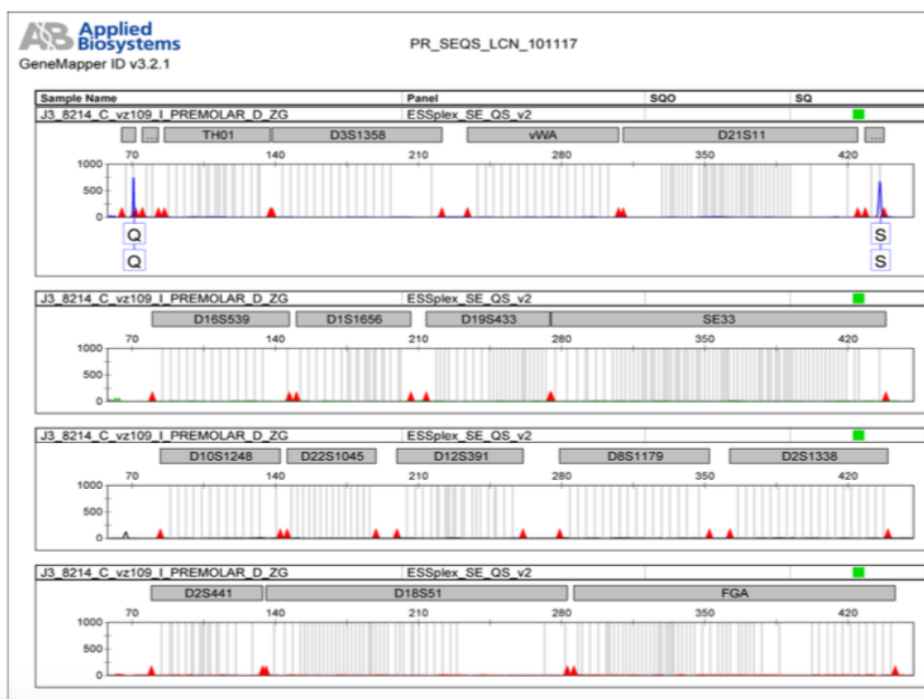 AB Applied
Biosystems
PR_SEQS_LCN_101117
GeneMapper ID v3.2.1
Sample Name Panel SQO SQ
J3_8214_C_vz109_I_PREMOLAR_D_ZG ESSplex_SE_QS_v2
... TH01 D3S1358 vWA D21S11 ...
70 140 210 280 350 420
1000
500
0
Q S
Q S
J3_8214_C_vz109_I_PREMOLAR_D_ZG ESSplex_SE_QS_v2
D16S539 D1S1656 D19S433 SE33
70 140 210 280 350 420
1000
500
0
J3_8214_C_vz109_I_PREMOLAR_D_ZG ESSplex_SE_QS_v2
D10S1248 D22S1045 D12S391 D8S1179 D2S1338
70 140 210 280 350 420
1000
500
0
J3_8214_C_vz109_I_PREMOLAR_D_ZG ESSplex_SE_QS_v2
D2S441 D18S51 FGA
70 140 210 280 350 420
1000
500
0